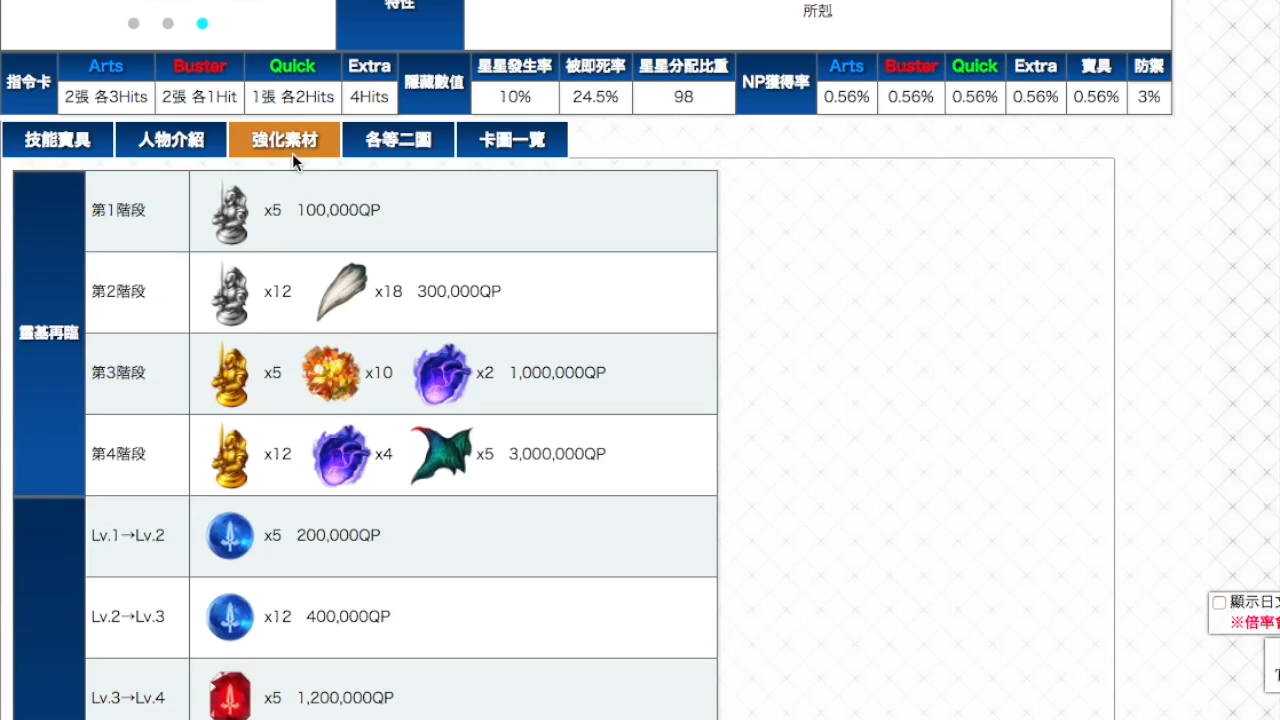 特性
所剋
指令卡 Arts Buster Quick Extra 隱藏數值 星星發生率 被即死率 星星分配比重 NP獲得率 Arts Buster Quick Extra 寶具 防禦
2張 各3Hits 2張 各1Hit 1張 各2Hits 4Hits 10% 24.5% 98 0.56% 0.56% 0.56% 0.56% 0.56% 3%
技能寶具 人物介紹 強化素材 各等二圖 卡圖一覽
靈基再臨
第1階段 x5 100,000QP
第2階段 x12 x18 300,000QP
第3階段 x5 x10 x2 1,000,000QP
第4階段 x12 x4 x5 3,000,000QP
Lv.1→Lv.2 x5 200,000QP
Lv.2→Lv.3 x12 400,000QP
Lv.3→Lv.4 x5 1,200,000QP
顯示日文
※倍率會